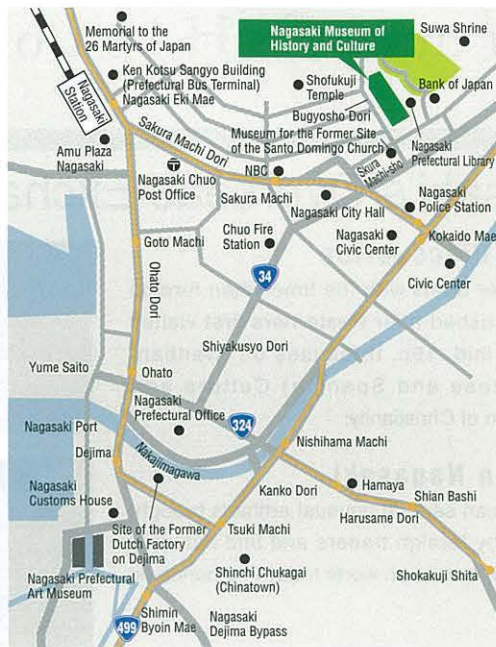 Memorial to the
26 Martyrs of Japan
Nagasaki Museum of
History and Culture
Suwa Shrine
Ken Kotsu Sangyo Building
(Prefectural Bus Terminal)
Nagasaki Eki Mae
Shofukuji
Temple
Bank of Japan
Nagasaki
Station
Bugyosho Dori
Amu Plaza
Nagasaki
Sakura Machi Dori
Museum for the Former Site
of the Santo Domingo Church
Nagasaki
Prefectural Library
Skura
Machi-sho
Nagasaki Chuo
Post Office
NBC
Sakura Machi
Nagasaki City Hall
Nagasaki
Police Station
Goto Machi
Chuo Fire
Station
Nagasaki
Civic Center
Kokaido Mae
Ohato Dori
34
Civic Center
Shiyakusyo Dori
Yume Saito
Ohato
Nagasaki
Prefectural Office
324
Nagasaki Port
Nakajimagawa
Nishihama Machi
Dejima
Nagasaki
Customs House
Kanko Dori
Hamaya
Shian Bashi
Harusame Dori
Site of the Former
Dutch Factory
on Dejima
Tsuki Machi
Shinchi Chukagai
(Chinatown)
Shokakuji Shita
Nagasaki Prefectural
Art Museum
499
Shimin
Byoin Mae
Nagasaki
Dejima Bypass